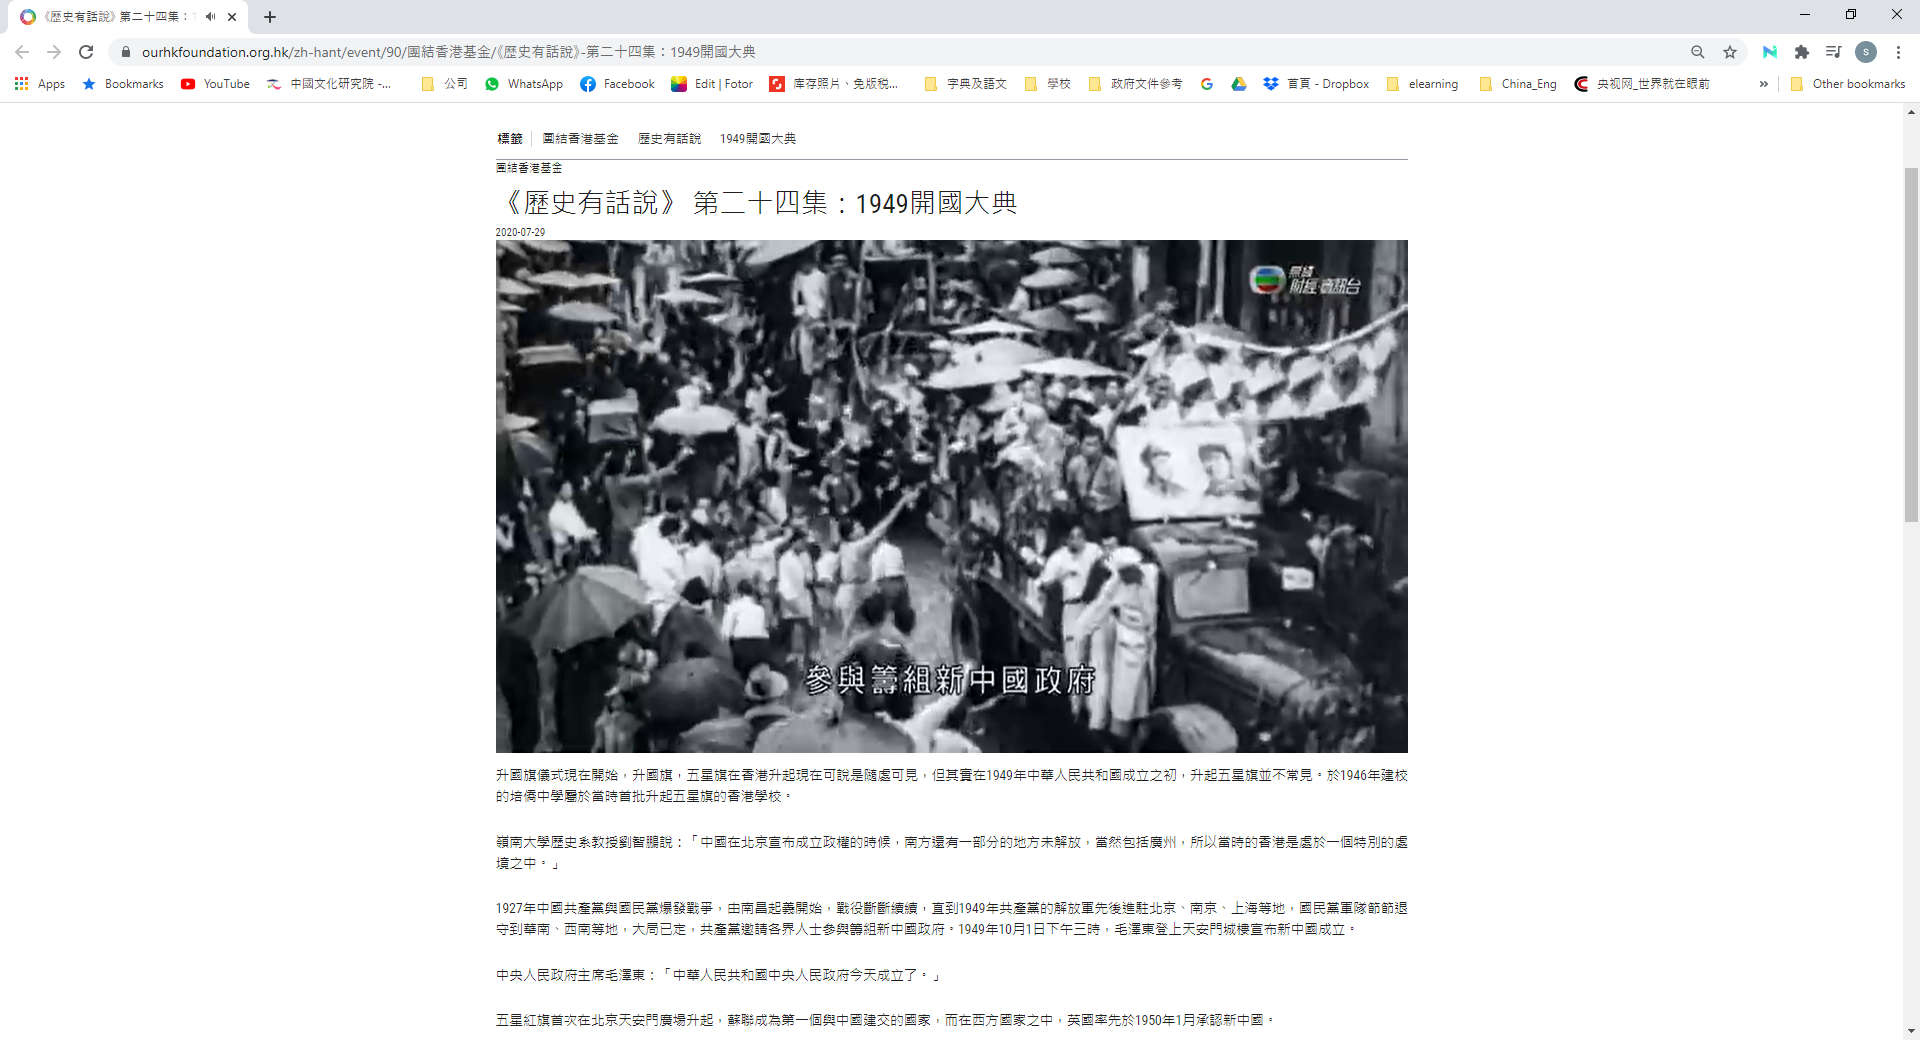 《歷史有話說》第二十四集：
ourhkfoundation.org.hk/zh-hant/event/90/團結香港基金/《歷史有話說》-第二十四集：1949開國大典
S
Apps
Bookmarks
YouTube
中國文化研究院 -...
公司
WhatsApp
Facebook
Edit | Fotor
库存照片、免版税...
字典及語文
學校
政府文件參考
首頁 - Dropbox
elearning
China_Eng
央视网_世界就在眼前
»
Other bookmarks
標籤 團結香港基金 歷史有話說 1949開國大典
團結香港基金
《歷史有話說》 第二十四集：1949開國大典
2020-07-29
無綫
財經·資訊台
參與籌組新中國政府
升國旗儀式現在開始，升國旗，五星旗在香港升起現在可說是隨處可見，但其實在1949年中華人民共和國成立之初，升起五星旗並不常見。於1946年建校
的培僑中學屬於當時首批升起五星旗的香港學校。
嶺南大學歷史系教授劉智鵬說：「中國在北京宣布成立政權的時候，南方還有一部分的地方未解放，當然包括廣州，所以當時的香港是處於一個特別的處
境之中。」
1927年中國共產黨與國民黨爆發戰爭，由南昌起義開始，戰役斷斷續續，直到1949年共產黨的解放軍先後進駐北京、南京、上海等地，國民黨軍隊節節退
守到華南、西南等地，大局已定，共產黨邀請各界人士參與籌組新中國政府。1949年10月1日下午三時，毛澤東登上天安門城樓宣布新中國成立。
中央人民政府主席毛澤東：「中華人民共和國中央人民政府今天成立了。」
五星紅旗首次在北京天安門廣場升起，蘇聯成為第一個與中國建交的國家，而在西方國家之中，英國率先於1950年1月承認新中國。